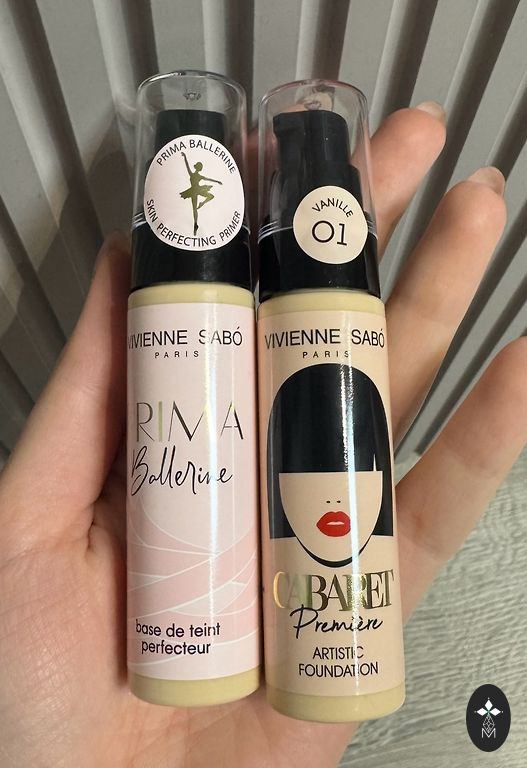 PRIMA BALLERINE
SKIN PERFECTING PRIMER
VIVIENNE SABÓ
PARIS
PRIMA
Ballerine
base de teint
perfecteur
VANILLE
01
VIVIENNE SABÓ
PARIS
CABARET
Première
ARTISTIC
FOUNDATION
M